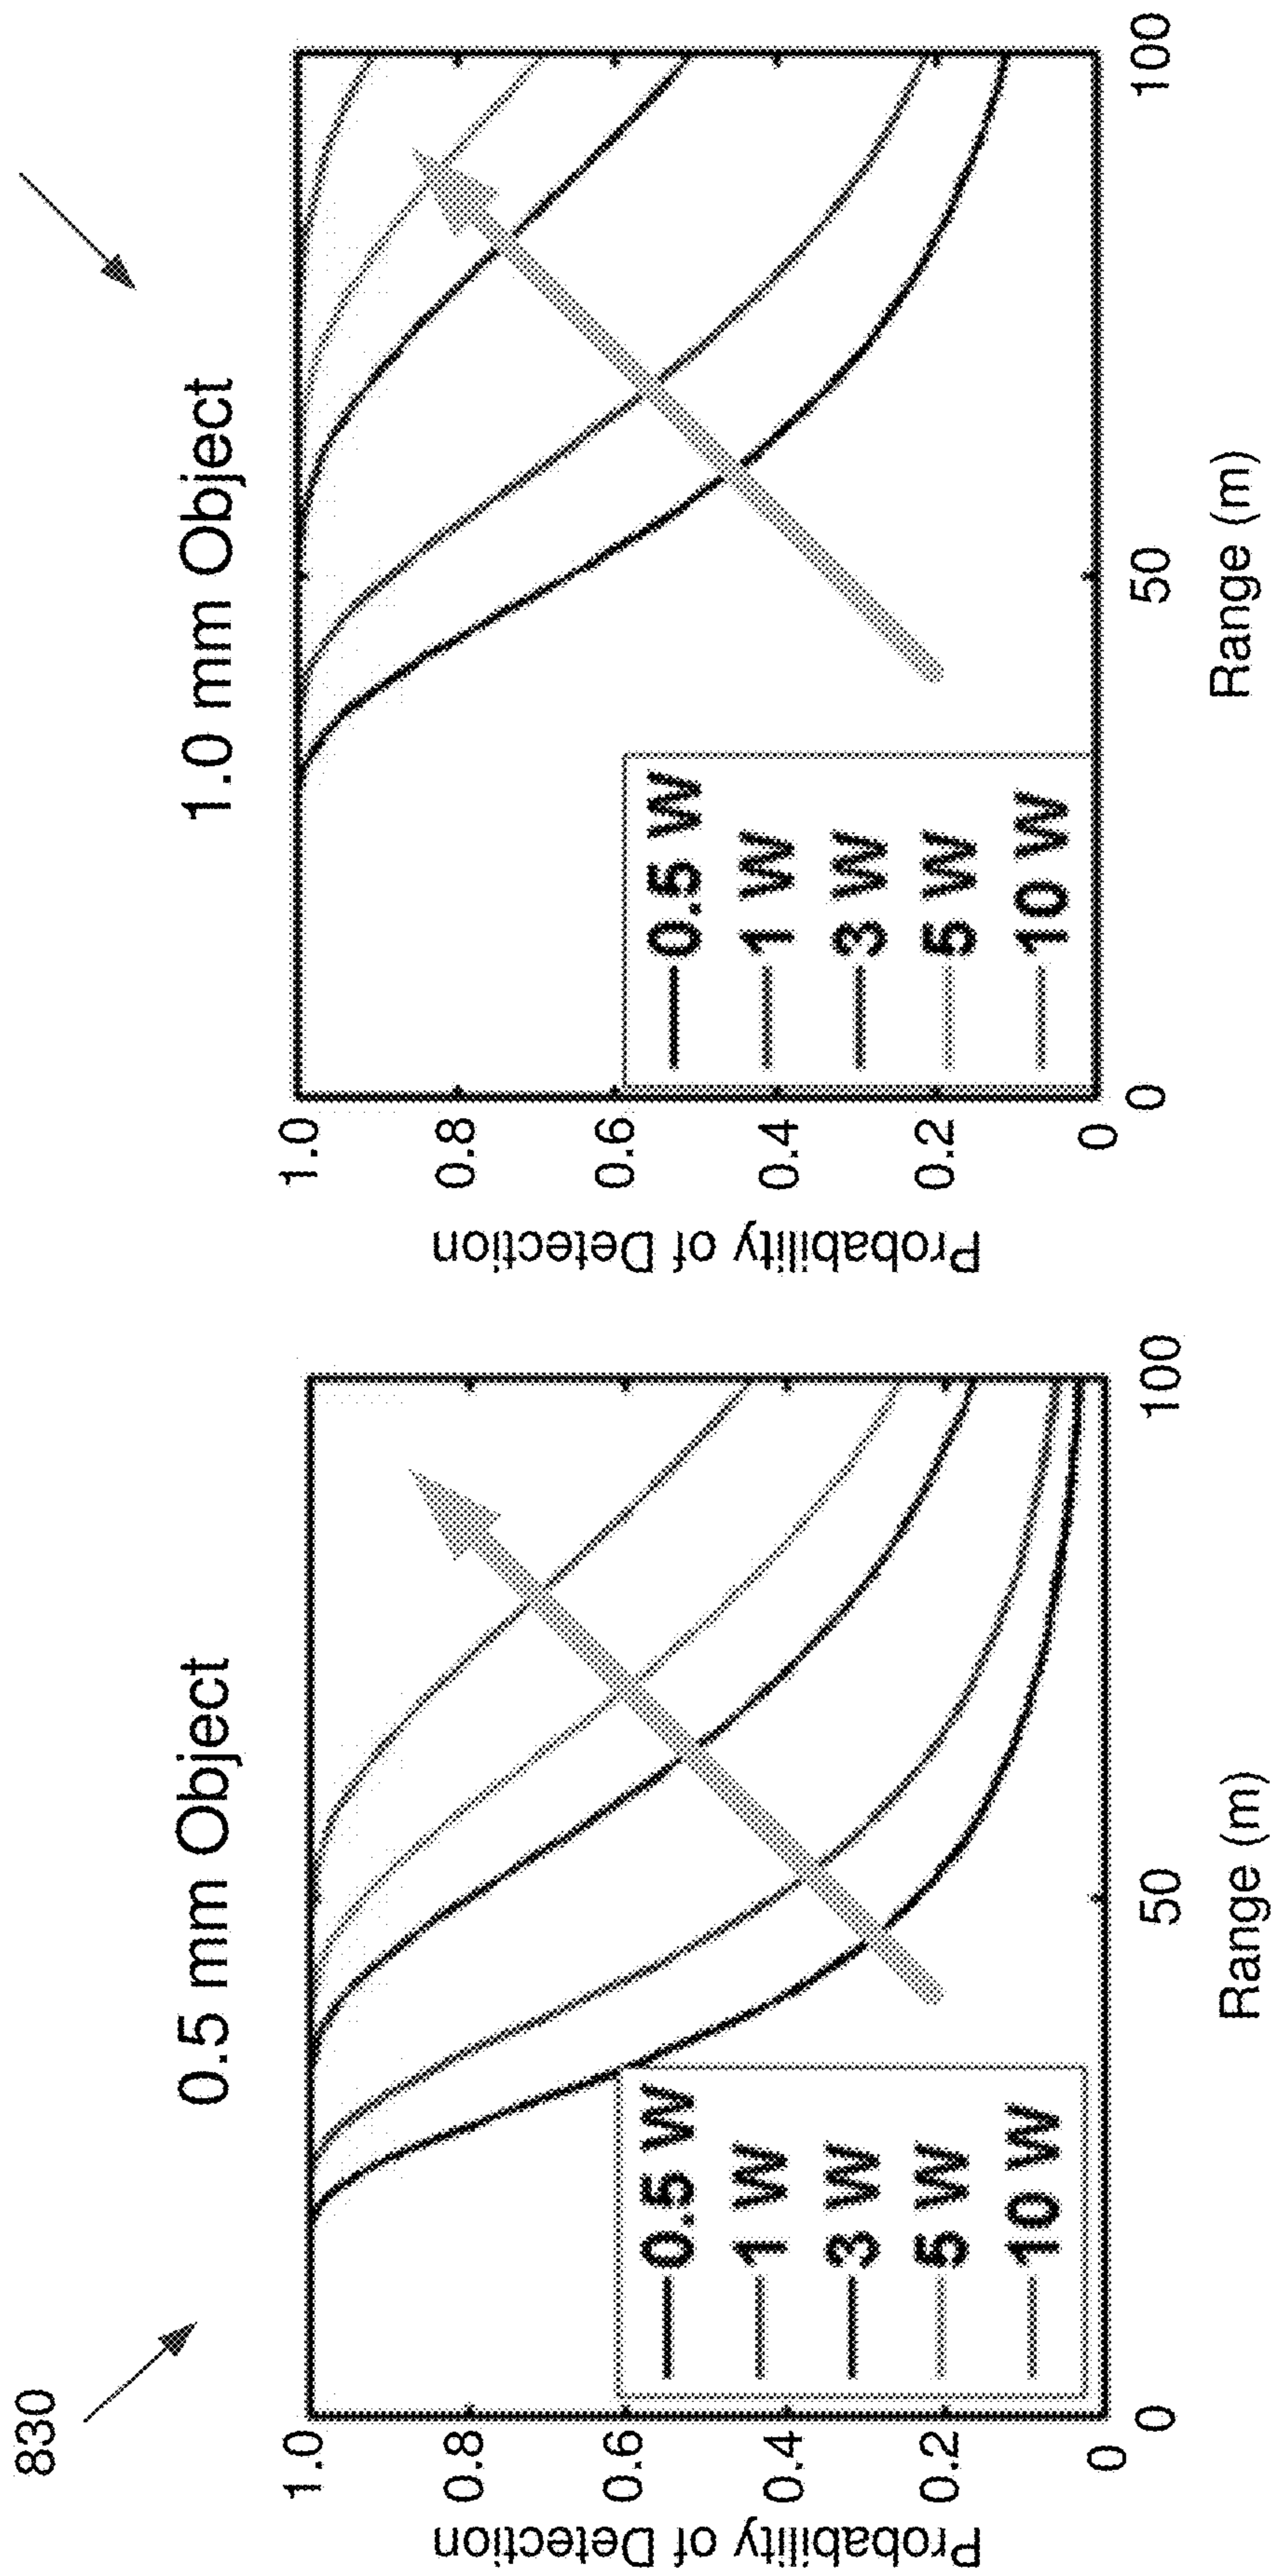 830
0.5 mm Object
Probability of Detection
1.0
0.8
0.6
0.4
0.2
0
0.5 W
1 W
3 W
5 W
10 W
0
50
100
Range (m)
1.0 mm Object
Probability of Detection
1.0
0.8
0.6
0.4
0.2
0
0.5 W
1 W
3 W
5 W
10 W
0
50
100
Range (m)